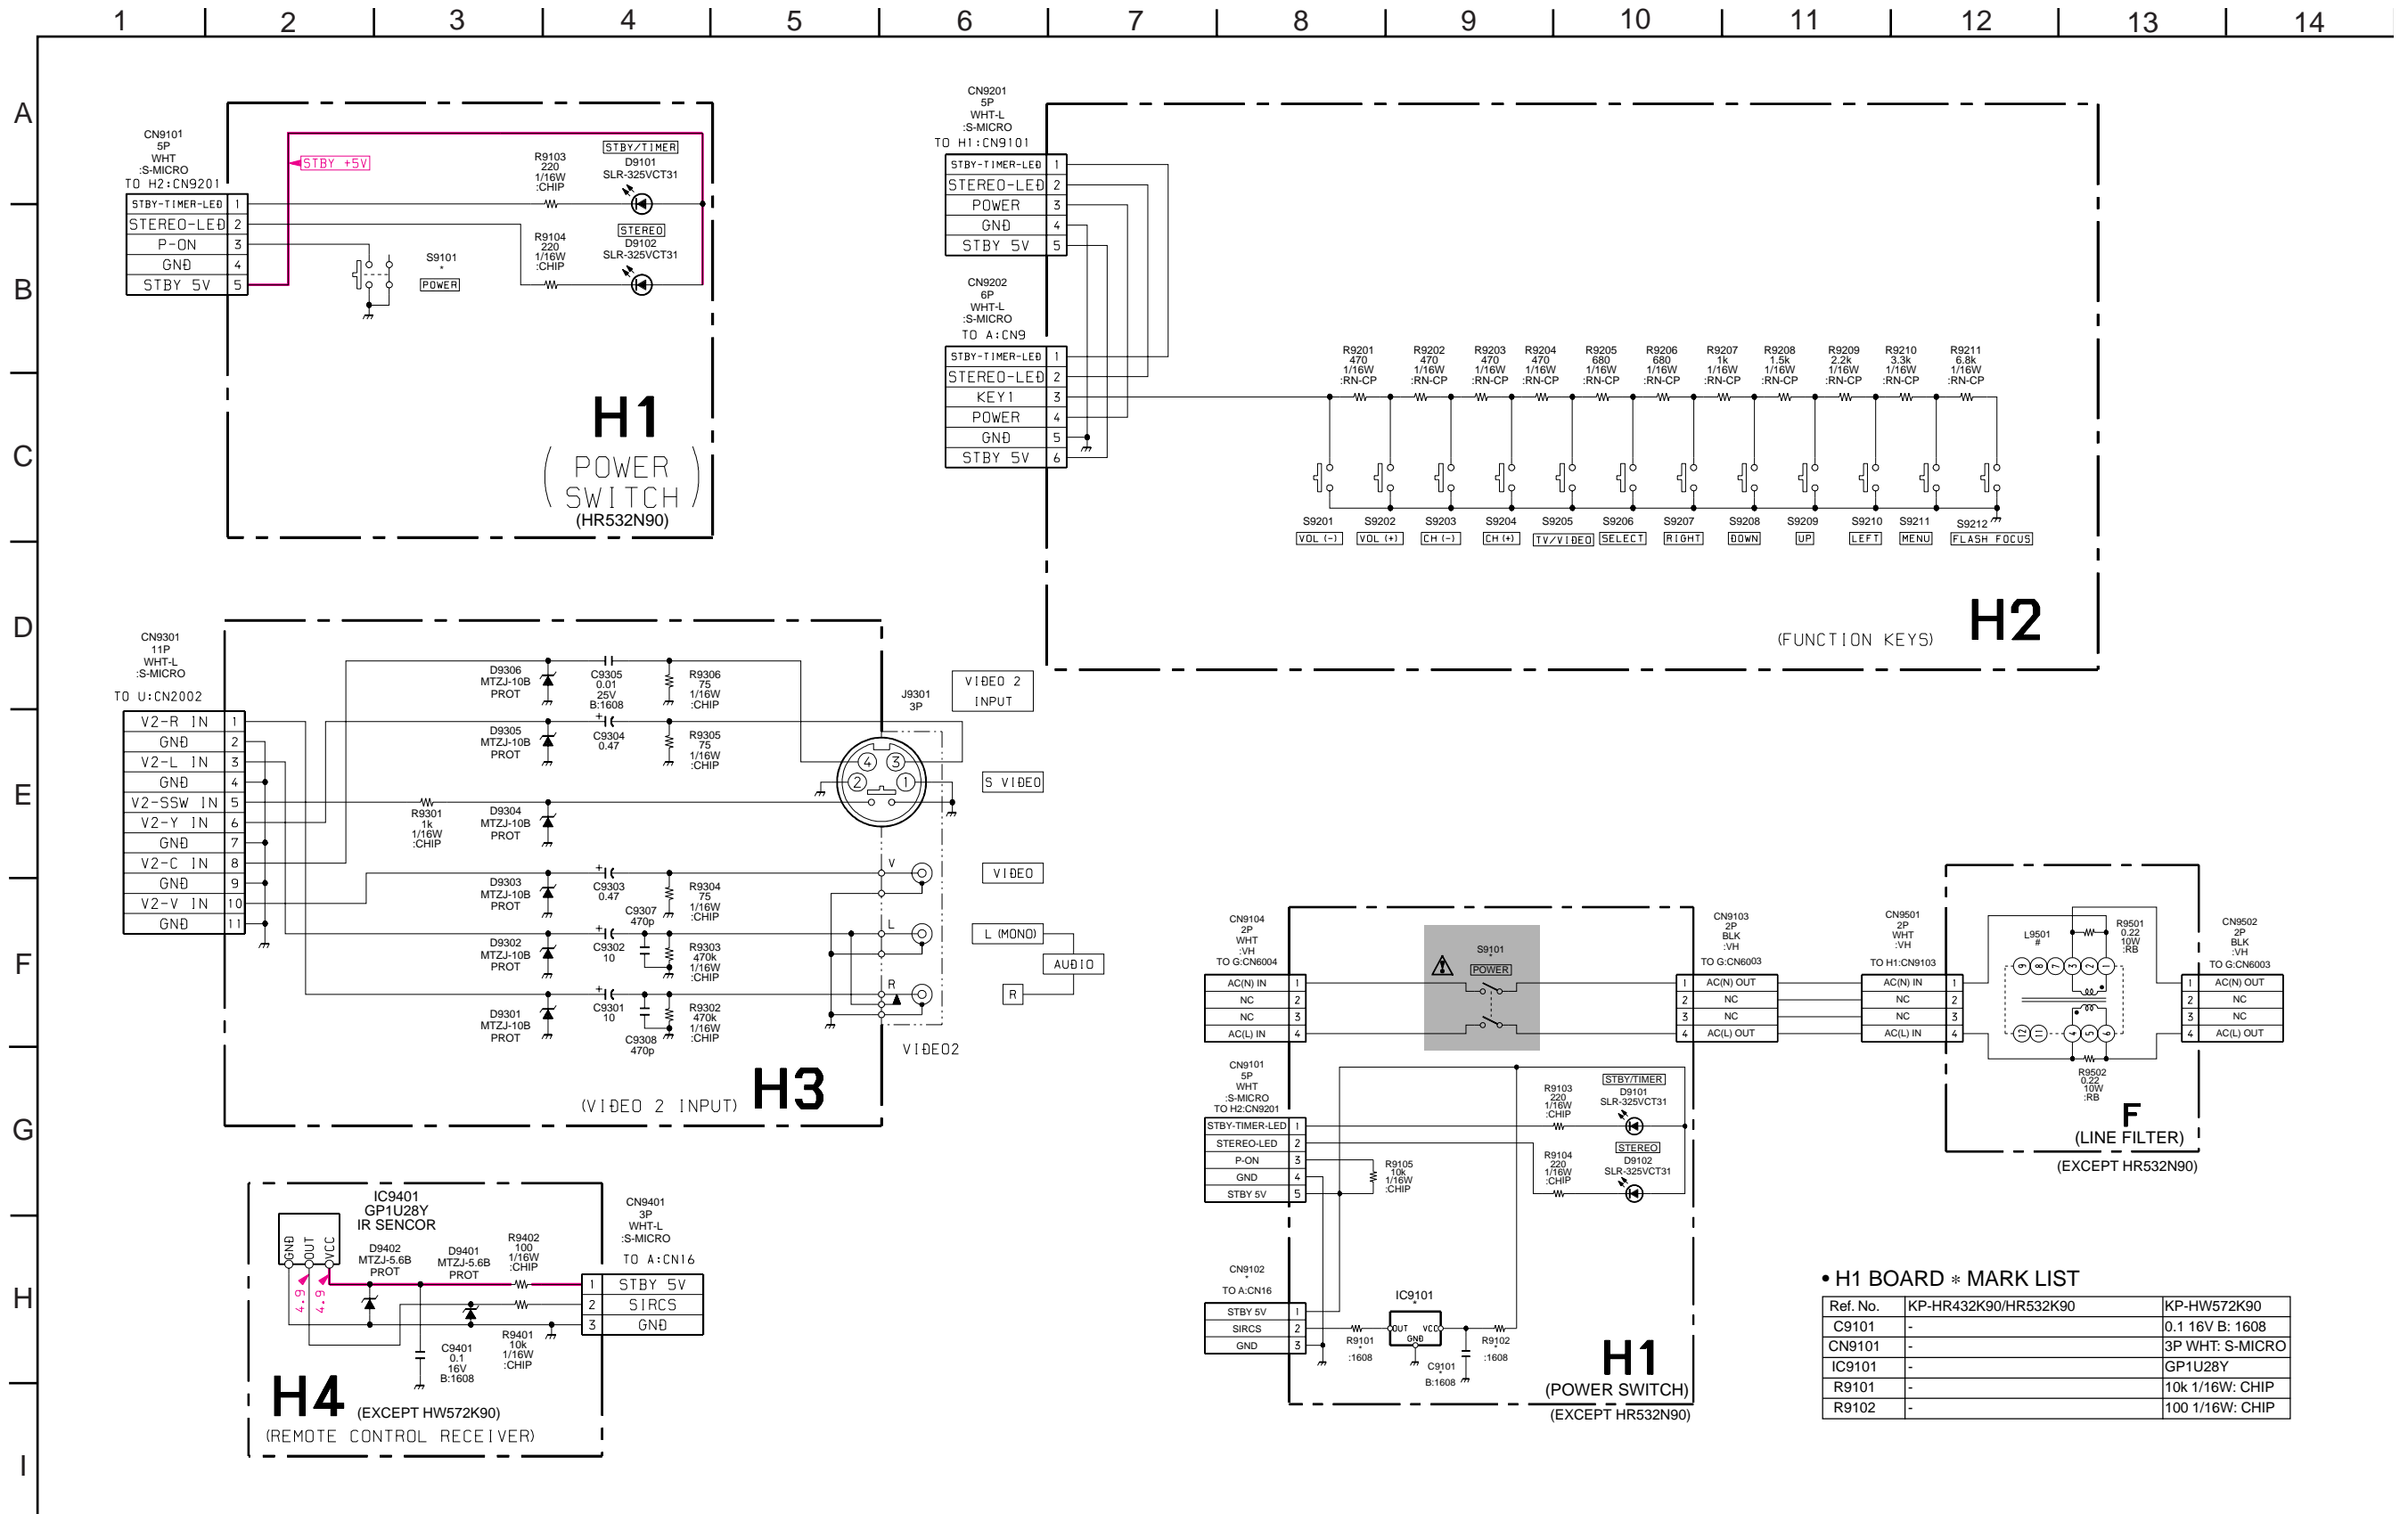 1 2 3 4 5 6 7 8 9 10 11 12 13 14
A
B
C
D
E
F
G
H
I
CN9101
5P
WHT
:S-MICRO
TO H2:CN9201
STBY-TIMER-LED 1
STEREO-LED 2
P-ON 3
GND 4
STBY 5V 5
STBY +5V
R9103
220
1/16W
:CHIP
STBY/TIMER
D9101
SLR-325VCT31
R9104
220
1/16W
:CHIP
STEREO
D9102
SLR-325VCT31
S9101
*
POWER
H1
POWER
SWITCH
(HR532N90)
CN9201
5P
WHT-L
:S-MICRO
TO H1:CN9101
STBY-TIMER-LED 1
STEREO-LED 2
POWER 3
GND 4
STBY 5V 5
CN9202
6P
WHT-L
:S-MICRO
TO A:CN9
STBY-TIMER-LED 1
STEREO-LED 2
KEY1 3
POWER 4
GND 5
STBY 5V 6
R9201 R9202 R9203 R9204 R9205 R9206 R9207 R9208 R9209 R9210 R9211
470 470 470 470 680 680 1k 1.5k 2.2k 3.3k 6.8k
1/16W 1/16W 1/16W 1/16W 1/16W 1/16W 1/16W 1/16W 1/16W 1/16W 1/16W
:RN-CP :RN-CP :RN-CP :RN-CP :RN-CP :RN-CP :RN-CP :RN-CP :RN-CP :RN-CP :RN-CP
S9201 S9202 S9203 S9204 S9205 S9206 S9207 S9208 S9209 S9210 S9211 S9212
VOL (-) VOL (+) CH (-) CH (+) TV/VIDEO SELECT RIGHT DOWN UP LEFT MENU FLASH FOCUS
H2
(FUNCTION KEYS)
CN9301
11P
WHT-L
:S-MICRO
TO U:CN2002
V2-R IN 1
GND 2
V2-L IN 3
GND 4
V2-SSW IN 5
V2-Y IN 6
GND 7
V2-C IN 8
GND 9
V2-V IN 10
GND 11
D9306
MTZJ-10B
PROT
C9305
0.01
25V
B:1608
R9306
75
1/16W
:CHIP
D9305
MTZJ-10B
PROT
+
C9304
0.47
R9305
75
1/16W
:CHIP
R9301
1k
1/16W
:CHIP
D9304
MTZJ-10B
PROT
J9301
3P
VIDEO 2
INPUT
4 3
2 1
S VIDEO
D9303
MTZJ-10B
PROT
+
C9303
0.47
R9304
75
1/16W
:CHIP
V
VIDEO
D9302
MTZJ-10B
PROT
+
C9302
10
C9307
470p
R9303
470k
1/16W
:CHIP
L
L (MONO)
AUDIO
D9301
MTZJ-10B
PROT
+
C9301
10
C9308
470p
R9302
470k
1/16W
:CHIP
R
R
VIDEO2
H3
(VIDEO 2 INPUT)
IC9401
GP1U28Y
IR SENCOR
GND
OUT
VCC
4.9
4.9
D9402
MTZJ-5.6B
PROT
D9401
MTZJ-5.6B
PROT
R9402
100
1/16W
:CHIP
C9401
0.1
16V
B:1608
R9401
10k
1/16W
:CHIP
CN9401
3P
WHT-L
:S-MICRO
TO A:CN16
1 STBY 5V
2 SIRCS
3 GND
H4
(EXCEPT HW572K90)
(REMOTE CONTROL RECEIVER)
CN9104
2P
WHT
:VH
TO G:CN6004
AC(N) IN 1
NC 2
NC 3
AC(L) IN 4
S9101
*
POWER
CN9103
2P
BLK
:VH
TO G:CN6003
1 AC(N) OUT
2 NC
3 NC
4 AC(L) OUT
CN9501
2P
WHT
:VH
TO H1:CN9103
AC(N) IN 1
NC 2
NC 3
AC(L) IN 4
L9501
#
R9501
0.22
10W
:RB
9 8 7 3 2 1
12 11 4 5 6
R9502
0.22
10W
:RB
CN9502
2P
BLK
:VH
TO G:CN6003
1 AC(N) OUT
2 NC
3 NC
4 AC(L) OUT
F
(LINE FILTER)
(EXCEPT HR532N90)
CN9101
5P
WHT
:S-MICRO
TO H2:CN9201
STBY-TIMER-LED 1
STEREO-LED 2
P-ON 3
GND 4
STBY 5V 5
R9105
10k
1/16W
:CHIP
R9103
220
1/16W
:CHIP
STBY/TIMER
D9101
SLR-325VCT31
R9104
220
1/16W
:CHIP
STEREO
D9102
SLR-325VCT31
CN9102
*
TO A:CN16
STBY 5V 1
SIRCS 2
GND 3
R9101
*
:1608
IC9101
*
OUT VCC
GND
C9101
*
B:1608
R9102
*
:1608
H1
(POWER SWITCH)
(EXCEPT HR532N90)
• H1 BOARD * MARK LIST
Ref. No. KP-HR432K90/HR532K90 KP-HW572K90
C9101 - 0.1 16V B: 1608
CN9101 - 3P WHT: S-MICRO
IC9101 - GP1U28Y
R9101 - 10k 1/16W: CHIP
R9102 - 100 1/16W: CHIP